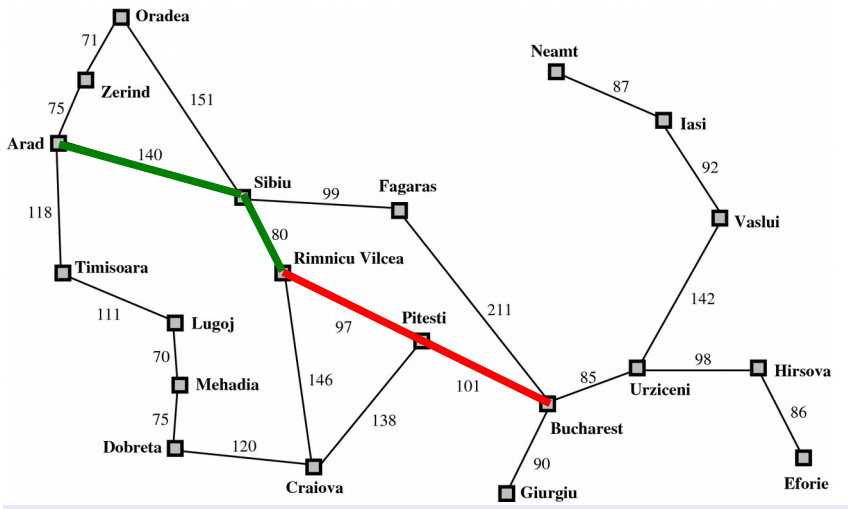 Oradea
71
Neamt
Zerind
87
151
75
Iasi
Arad
140
92
Sibiu
99
Fagaras
118
80
Vaslui
Timisoara
Rimnicu Vilcea
111
211
142
Lugoj
97
Pitesti
70
98
Hirsova
146
101
85
Mehadia
Urziceni
75
138
86
Bucharest
120
Dobreta
90
Craiova
Eforie
Giurgiu